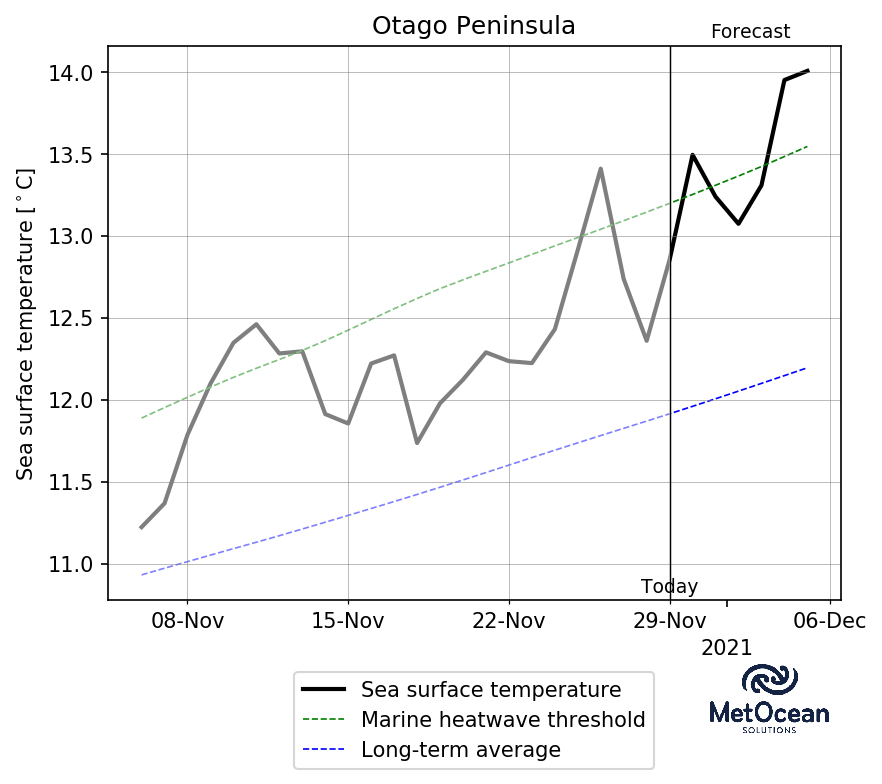 Otago Peninsula
Forecast
14.0
13.5
13.0
12.5
12.0
11.5
11.0
Sea surface temperature [°C]
Today
08-Nov 15-Nov 22-Nov 29-Nov 06-Dec
2021
Sea surface temperature
Marine heatwave threshold
Long-term average
MetOcean
SOLUTIONS